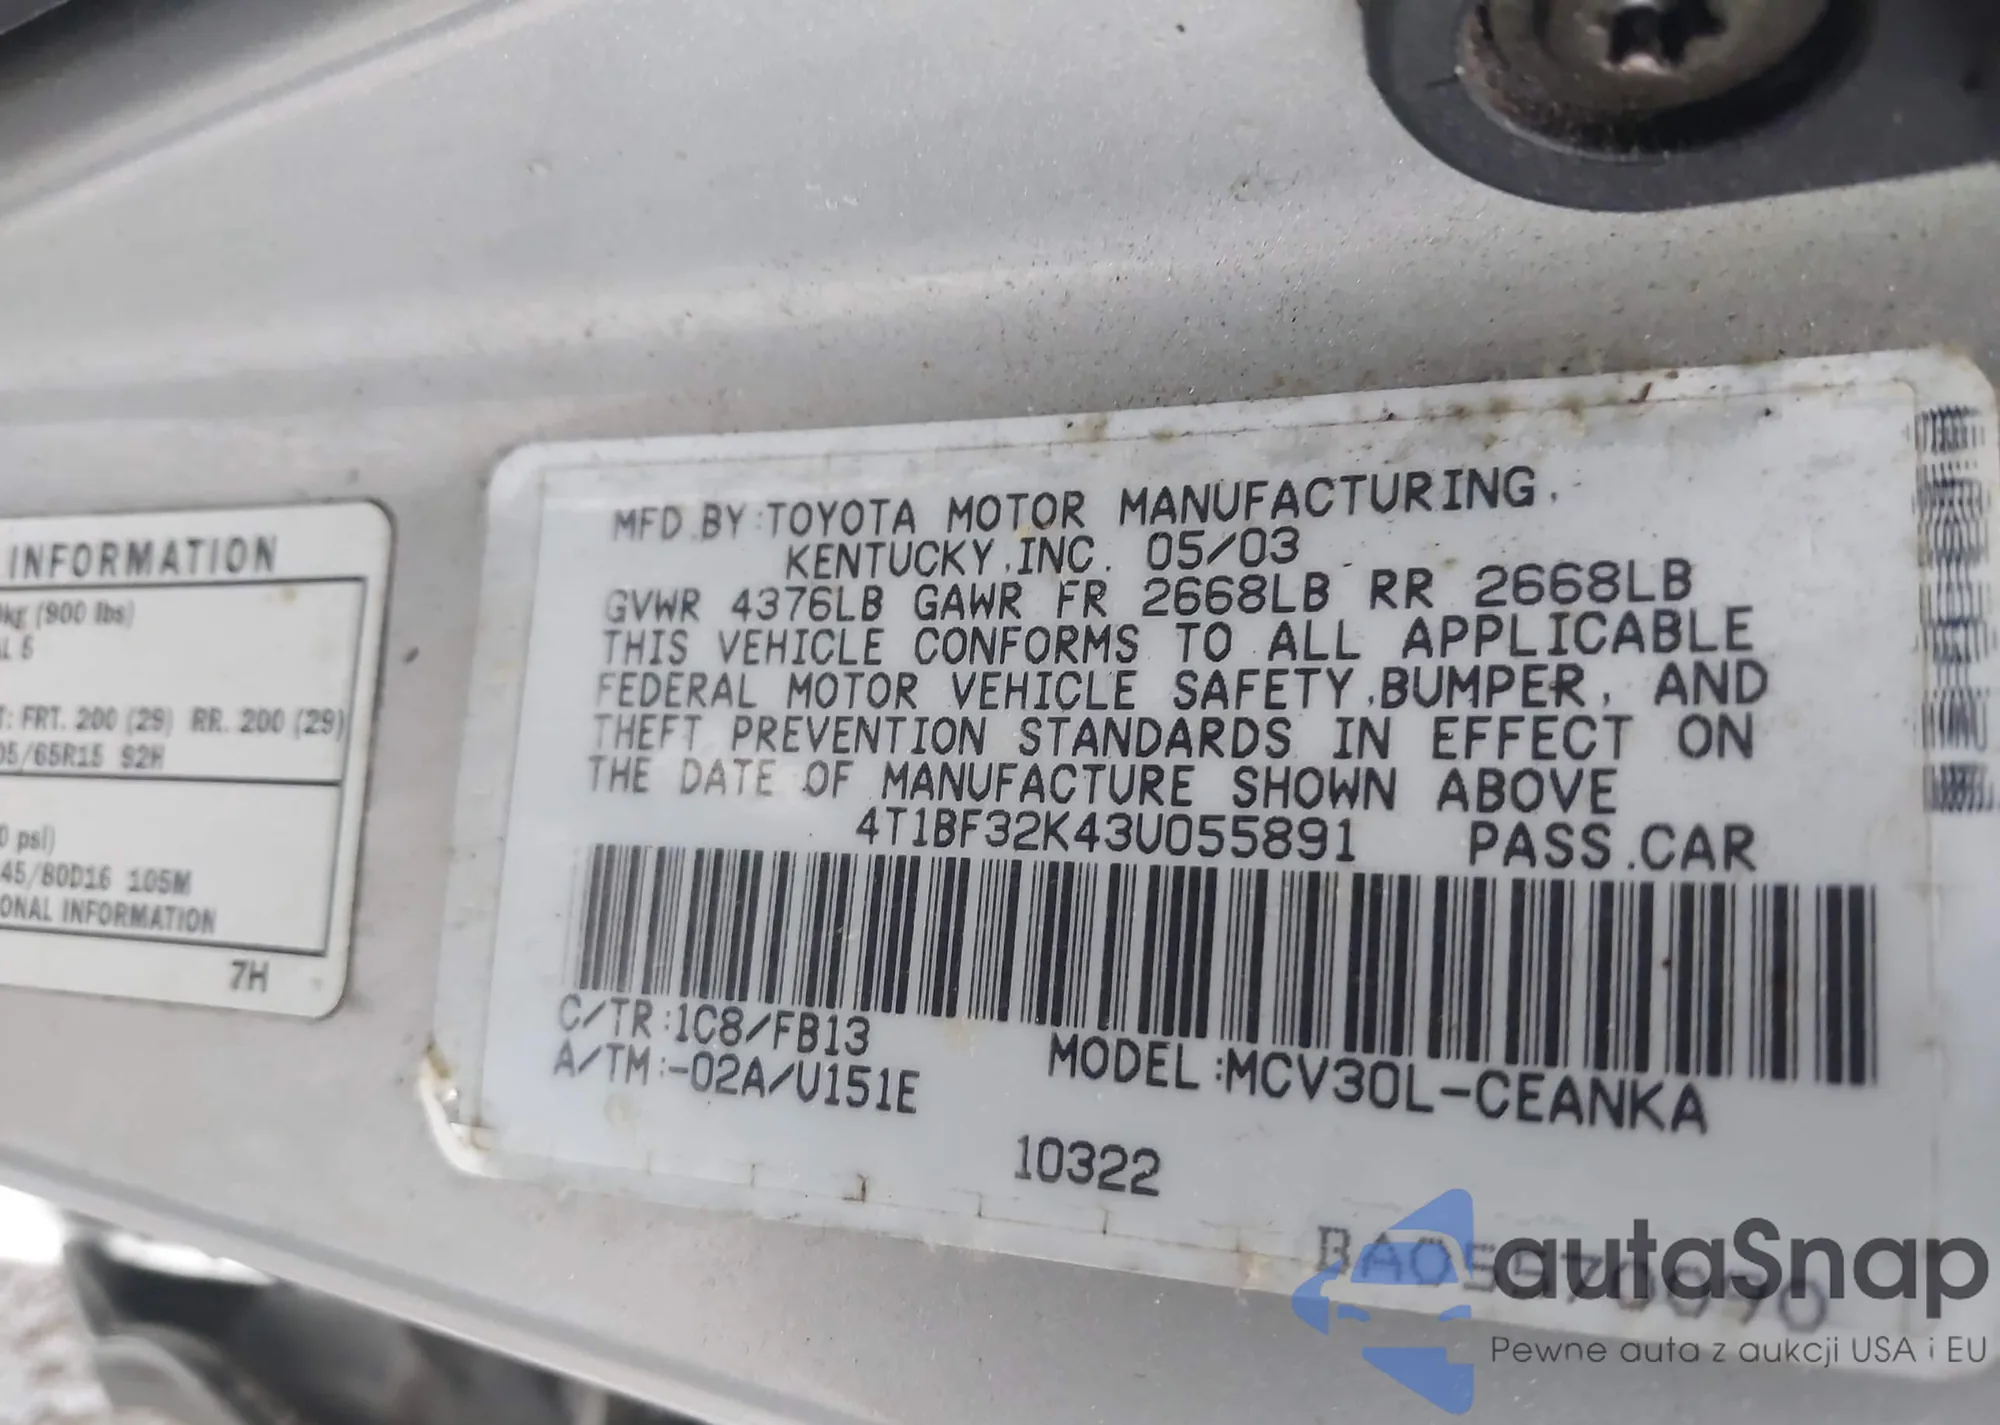 INFORMATION
kg (900 lbs)
L 5
T: FRT. 200 (29) RR. 200 (29)
05/65R15 92H
0 psi)
45/80D16 105M
ONAL INFORMATION
7H
MFD.BY:TOYOTA MOTOR MANUFACTURING,
KENTUCKY,INC. 05/03
GVWR 4376LB GAWR FR 2668LB RR 2668LB
THIS VEHICLE CONFORMS TO ALL APPLICABLE
FEDERAL MOTOR VEHICLE SAFETY,BUMPER, AND
THEFT PREVENTION STANDARDS IN EFFECT ON
THE DATE OF MANUFACTURE SHOWN ABOVE
4T1BF32K43U055891 PASS.CAR
C/TR:1C8/FB13
A/TM:-02A/U151E
MODEL:MCV30L-CEANKA
10322
autaSnap
Pewne auta z aukcji USA i EU